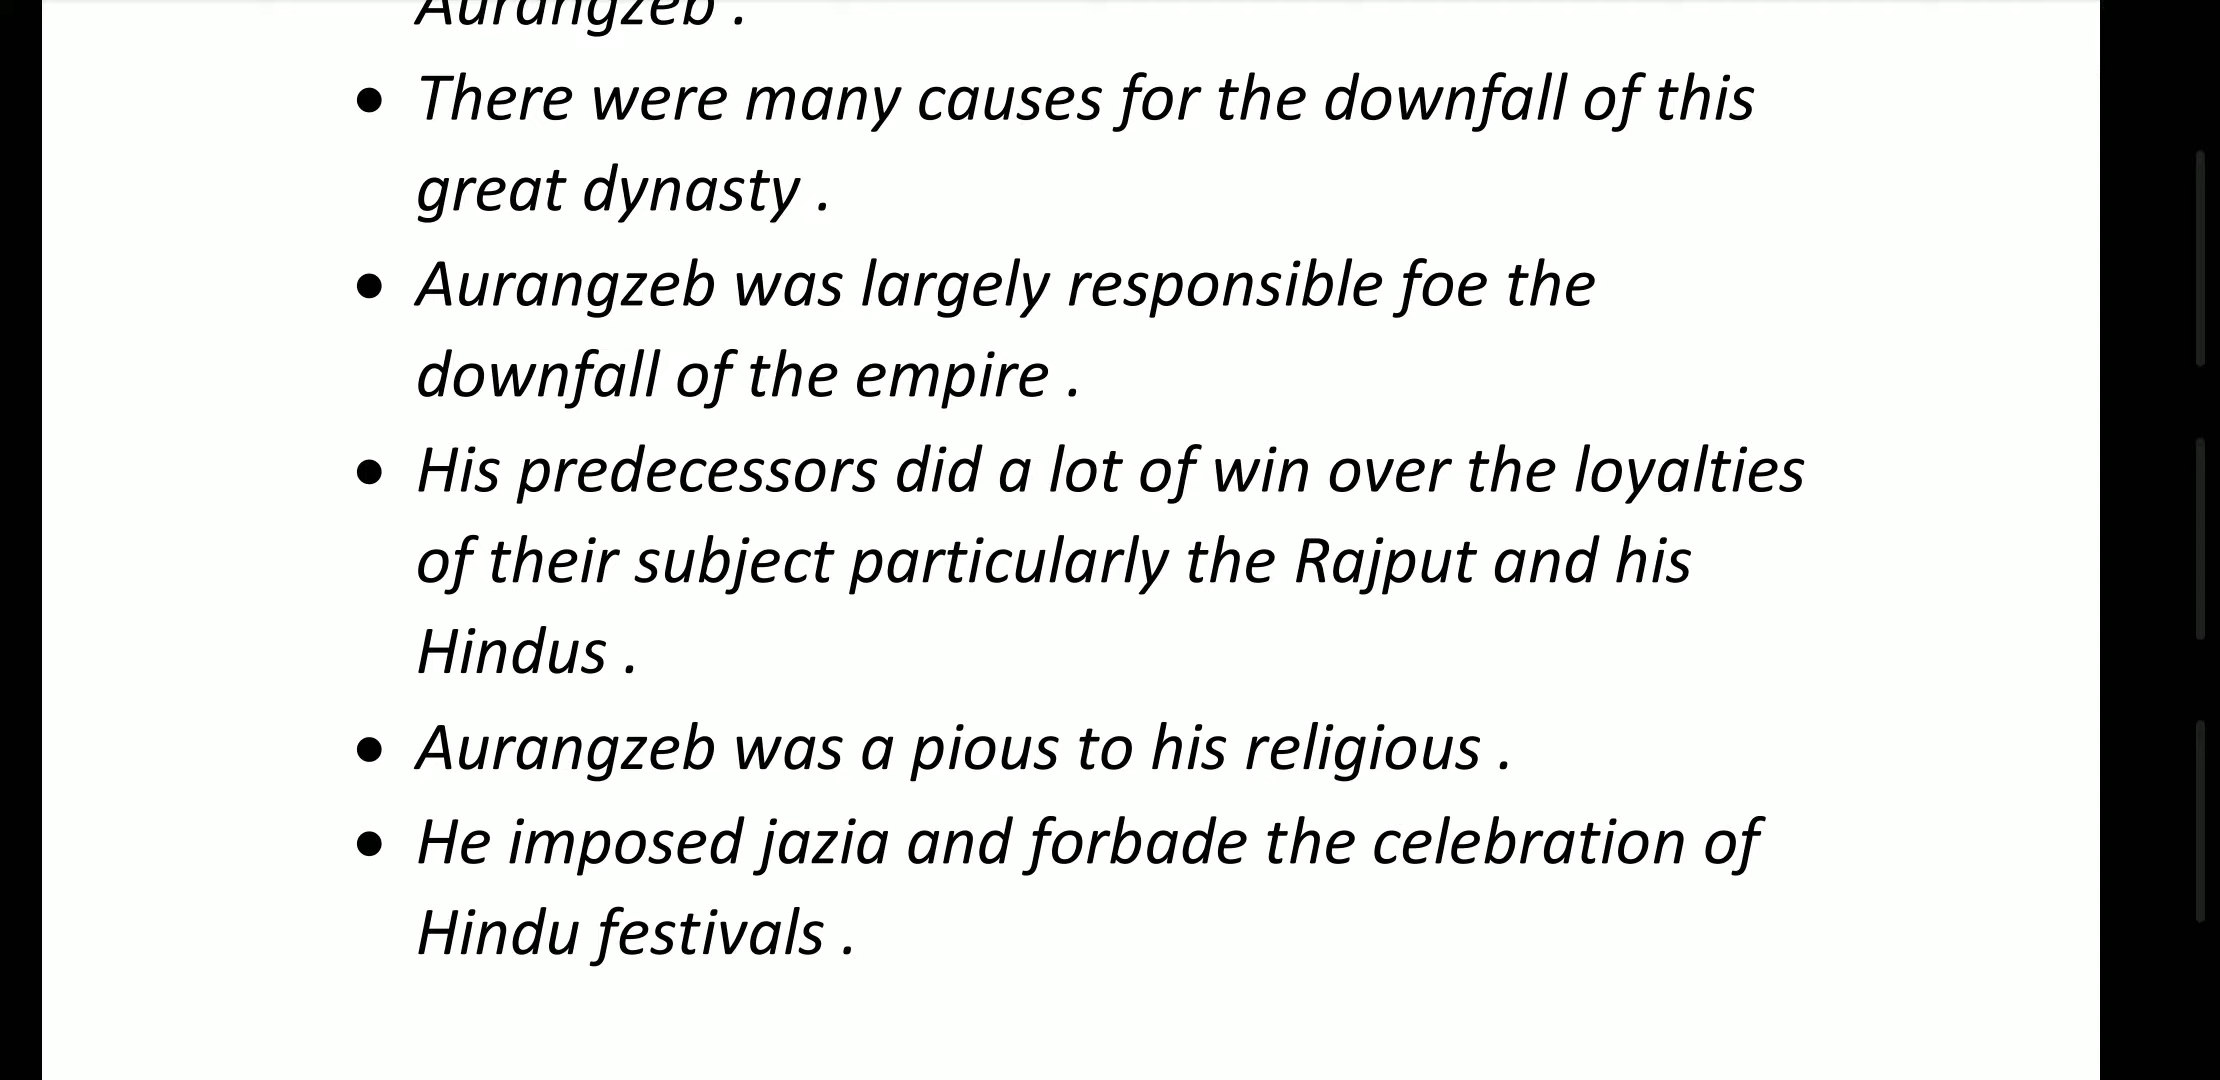 Aurangzeb .
• There were many causes for the downfall of this
great dynasty .
• Aurangzeb was largely responsible foe the
downfall of the empire .
• His predecessors did a lot of win over the loyalties
of their subject particularly the Rajput and his
Hindus .
• Aurangzeb was a pious to his religious .
• He imposed jazia and forbade the celebration of
Hindu festivals .